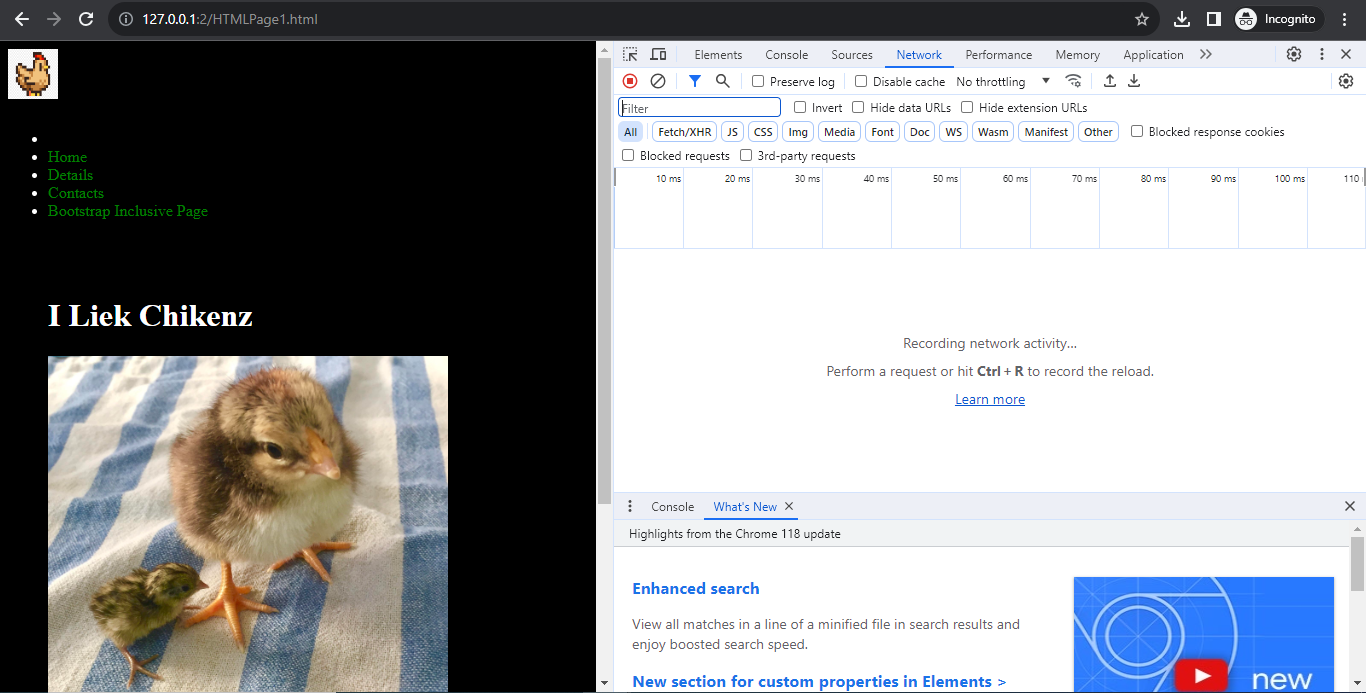 127.0.0.1:2/HTMLPage1.html
Incognito
Home
Details
Contacts
Bootstrap Inclusive Page
I Liek Chikenz
Elements Console Sources Network Performance Memory Application
Preserve log Disable cache No throttling
Filter Invert Hide data URLs Hide extension URLs
All Fetch/XHR JS CSS Img Media Font Doc WS Wasm Manifest Other Blocked response cookies
Blocked requests 3rd-party requests
10 ms 20 ms 30 ms 40 ms 50 ms 60 ms 70 ms 80 ms 90 ms 100 ms 110
Recording network activity…
Perform a request or hit Ctrl + R to record the reload.
Learn more
Console What's New
Highlights from the Chrome 118 update
Enhanced search
View all matches in a line of a minified file in search results and
enjoy boosted search speed.
New section for custom properties in Elements >
new